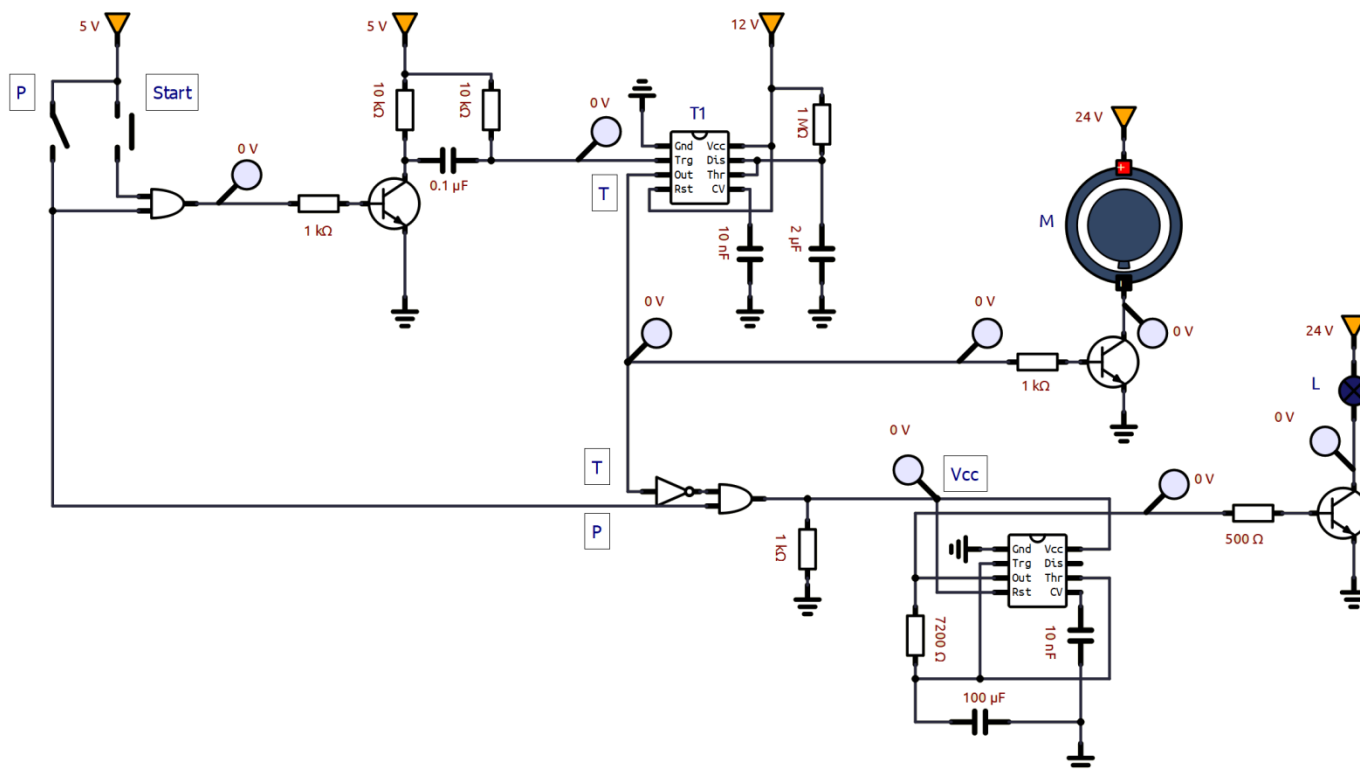 5 V
5 V
12 V
P
Start
10 kΩ
10 kΩ
0 V
T1
1 MΩ
24 V
Gnd
Vcc
Trg
Dis
Out
Thr
Rst
CV
0 V
0.1 µF
T
1 kΩ
M
10 nF
2 µF
0 V
0 V
0 V
24 V
1 kΩ
L
0 V
0 V
T
Vcc
0 V
P
1 kΩ
500 Ω
Gnd
Vcc
Trg
Dis
Out
Thr
Rst
CV
7200 Ω
10 nF
100 µF